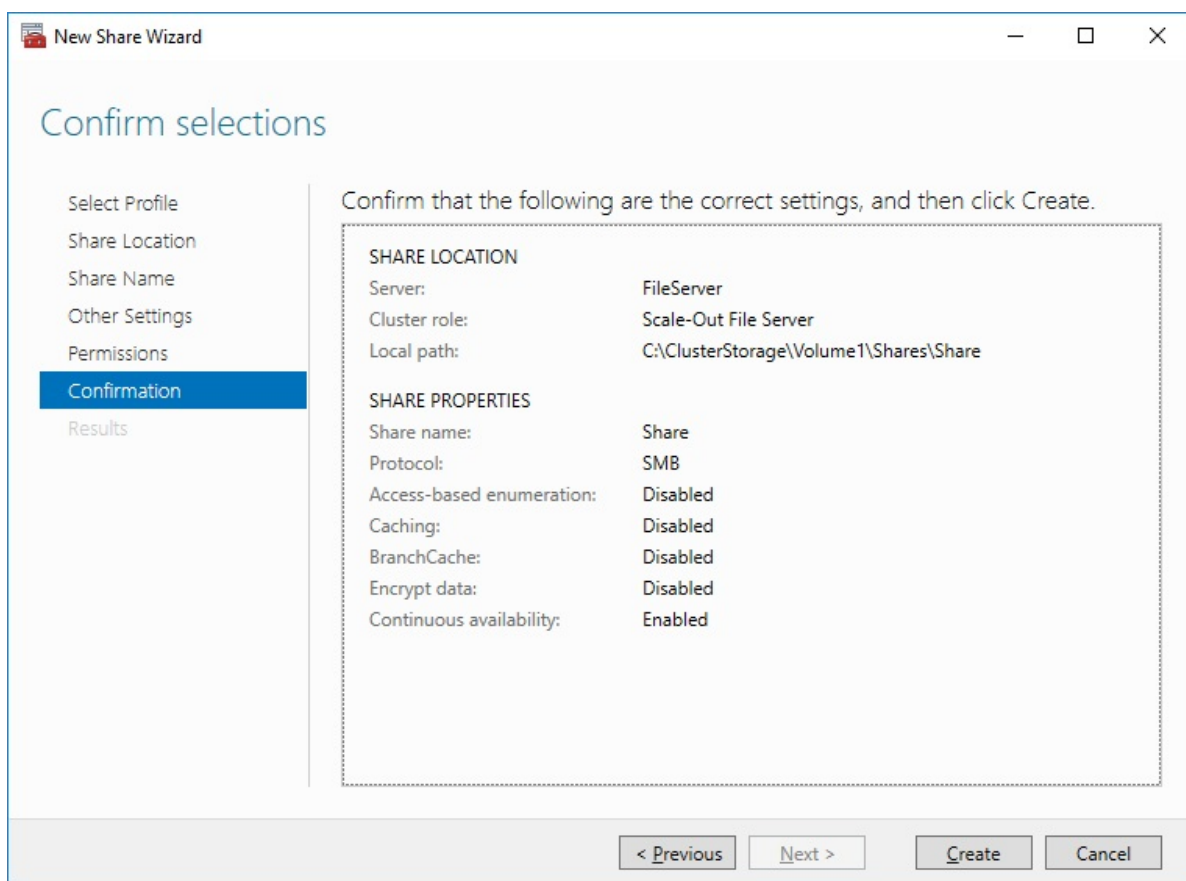 New Share Wizard
Confirm selections
Select Profile
Share Location
Share Name
Other Settings
Permissions
Confirmation
Results
Confirm that the following are the correct settings, and then click Create.
SHARE LOCATION
Server: FileServer
Cluster role: Scale-Out File Server
Local path: C:\ClusterStorage\Volume1\Shares\Share
SHARE PROPERTIES
Share name: Share
Protocol: SMB
Access-based enumeration: Disabled
Caching: Disabled
BranchCache: Disabled
Encrypt data: Disabled
Continuous availability: Enabled
< Previous Next > Create Cancel